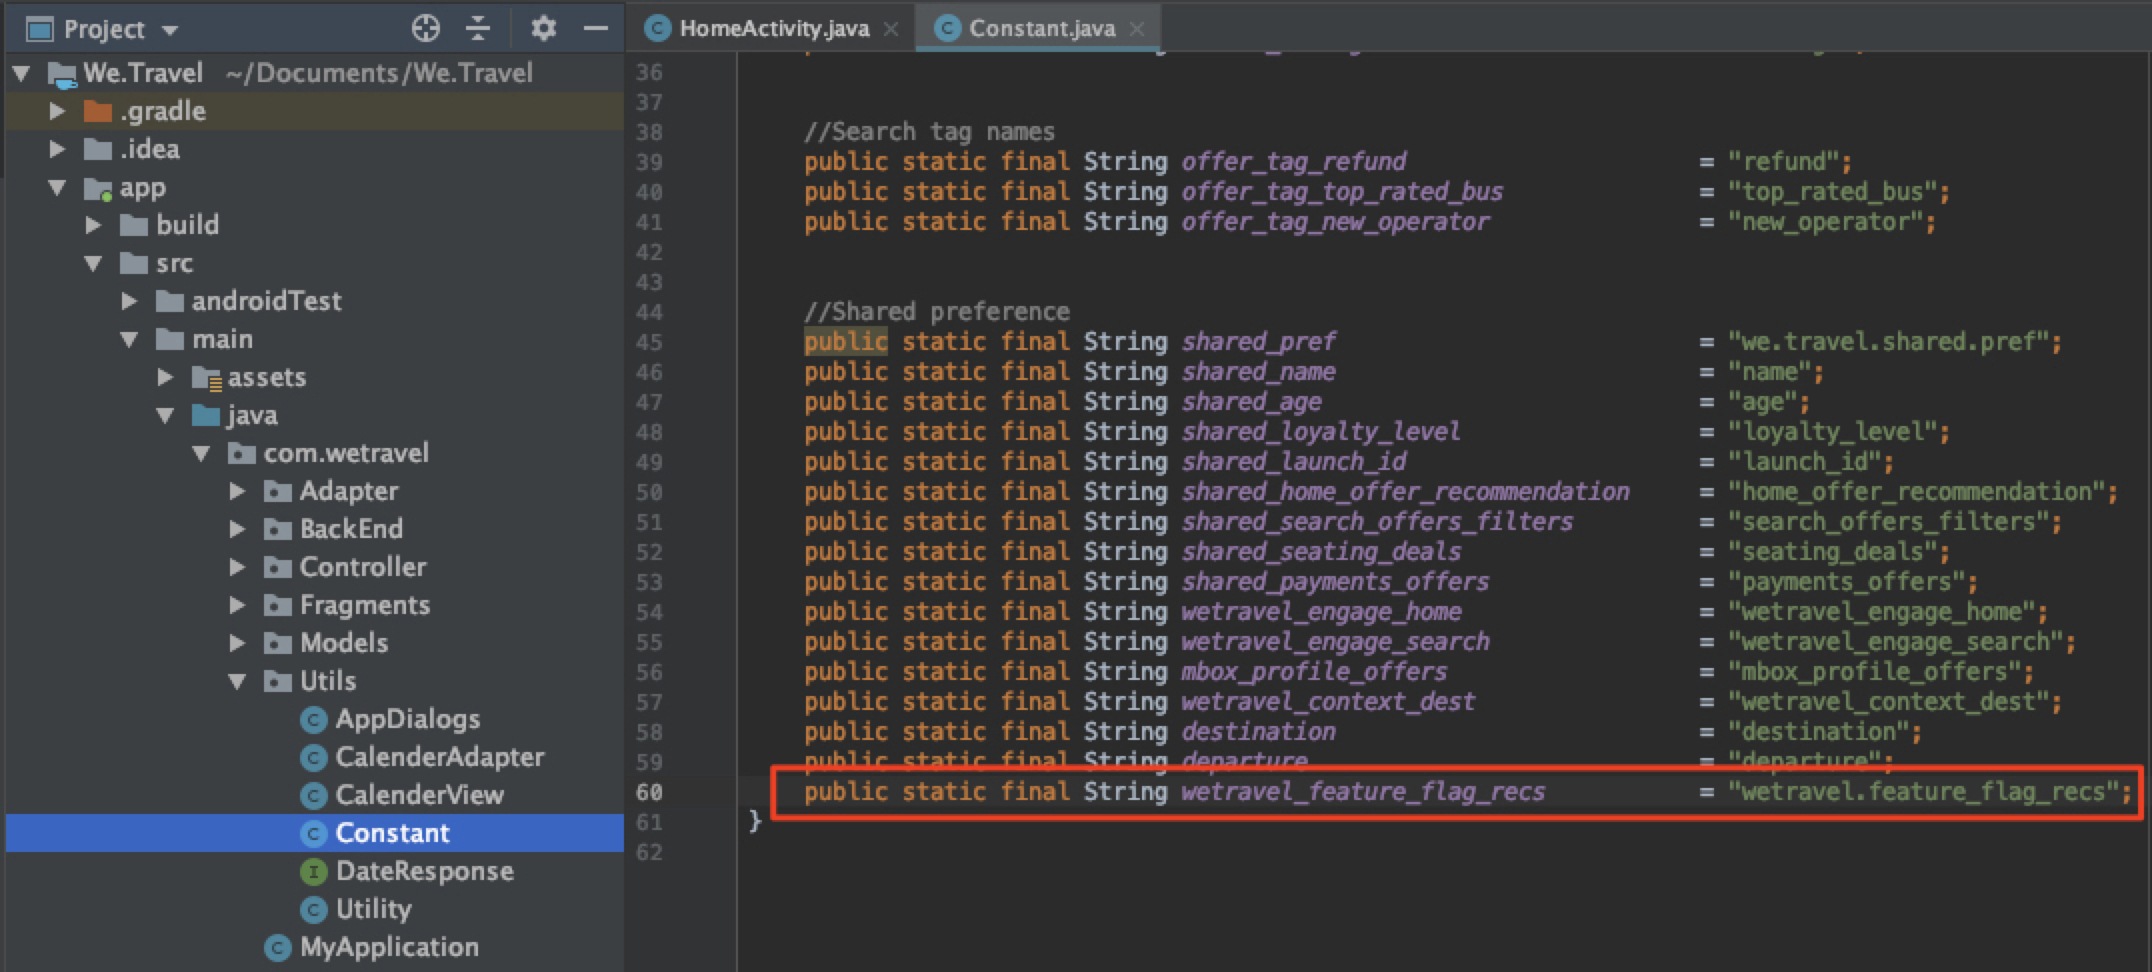 Project
We.Travel ~/Documents/We.Travel
.gradle
.idea
app
build
src
androidTest
main
assets
java
com.wetravel
Adapter
BackEnd
Controller
Fragments
Models
Utils
AppDialogs
CalenderAdapter
CalenderView
Constant
DateResponse
Utility
MyApplication
HomeActivity.java
Constant.java
36
37
38 //Search tag names
39 public static final String offer_tag_refund = "refund";
40 public static final String offer_tag_top_rated_bus = "top_rated_bus";
41 public static final String offer_tag_new_operator = "new_operator";
42
43
44 //Shared preference
45 public static final String shared_pref = "we.travel.shared.pref";
46 public static final String shared_name = "name";
47 public static final String shared_age = "age";
48 public static final String shared_loyalty_level = "loyalty_level";
49 public static final String shared_launch_id = "launch_id";
50 public static final String shared_home_offer_recommendation = "home_offer_recommendation";
51 public static final String shared_search_offers_filters = "search_offers_filters";
52 public static final String shared_seating_deals = "seating_deals";
53 public static final String shared_payments_offers = "payments_offers";
54 public static final String wetravel_engage_home = "wetravel_engage_home";
55 public static final String wetravel_engage_search = "wetravel_engage_search";
56 public static final String mbox_profile_offers = "mbox_profile_offers";
57 public static final String wetravel_context_dest = "wetravel_context_dest";
58 public static final String destination = "destination";
59 public static final String departure = "departure";
60 public static final String wetravel_feature_flag_recs = "wetravel.feature_flag_recs";
61 }
62